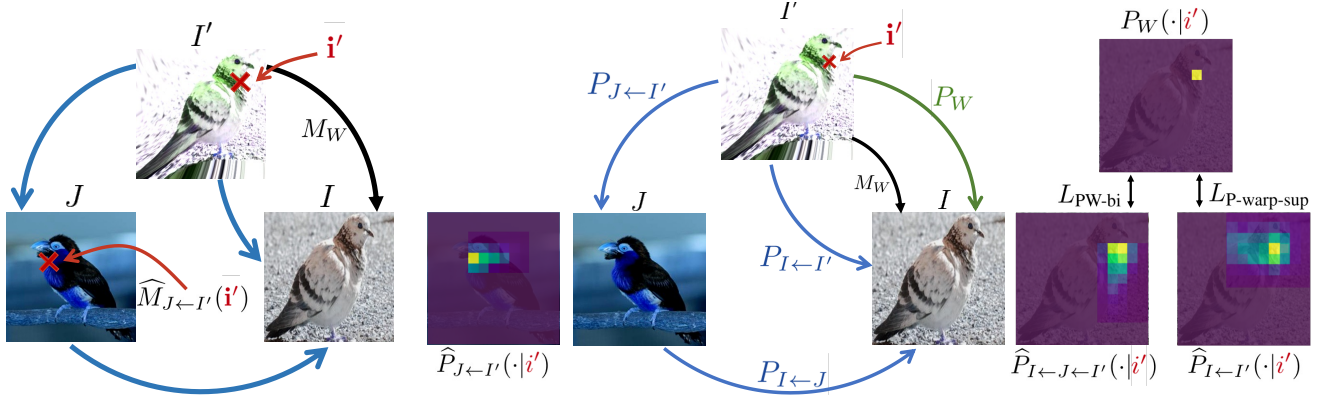 I′
i′
M_W
J
I
M̂_{J←I′}(i′)
P̂_{J←I′}(·|i′)
I′
i′
P_{J←I′}
P_W
M_W
J
I
P_{I←I′}
P_{I←J}
P_W(·|i′)
L_{PW-bi}
L_{P-warp-sup}
P̂_{I←J←I′}(·|i′)
P̂_{I←I′}(·|i′)